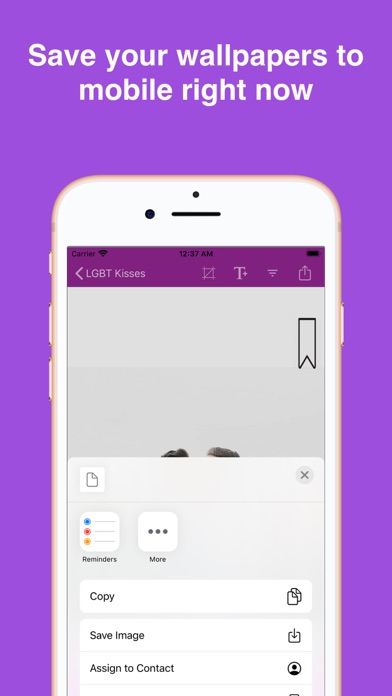 Save your wallpapers to
mobile right now
Carrier 12:37 AM
LGBT Kisses
T+
Reminders More
Copy
Save Image
Assign to Contact